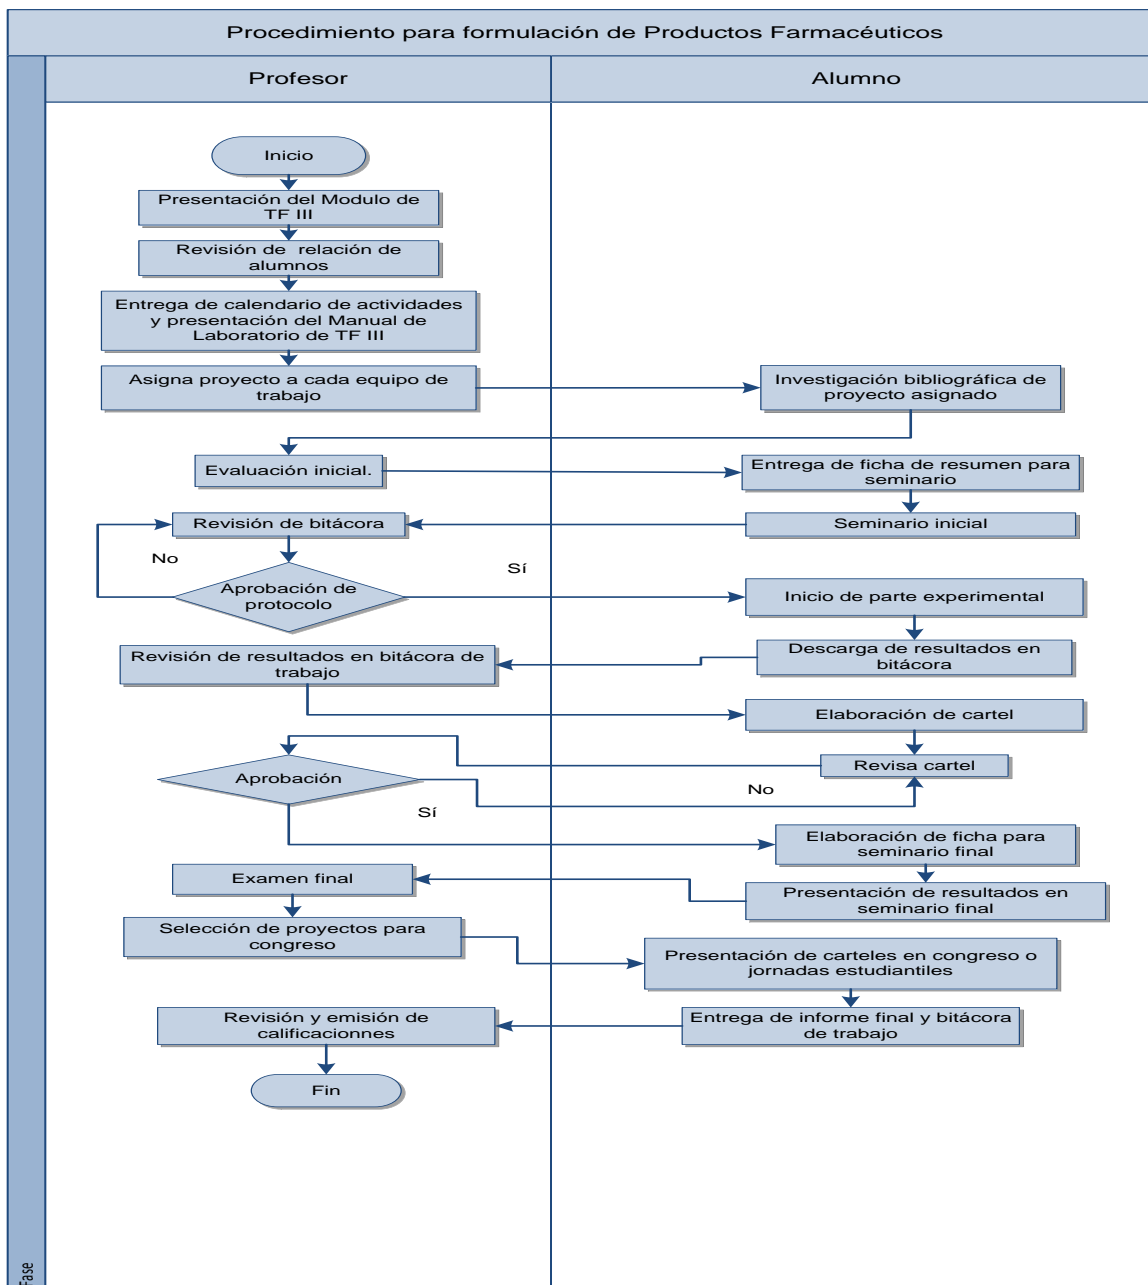 Procedimiento para formulación de Productos Farmacéuticos
Profesor
Alumno
Inicio
Presentación del Modulo de
TF III
Revisión de relación de
alumnos
Entrega de calendario de actividades
y presentación del Manual de
Laboratorio de TF III
Asigna proyecto a cada equipo de
trabajo
Investigación bibliográfica de
proyecto asignado
Evaluación inicial.
Entrega de ficha de resumen para
seminario
Revisión de bitácora
Seminario inicial
No
Sí
Aprobación de
protocolo
Inicio de parte experimental
Revisión de resultados en bitácora de
trabajo
Descarga de resultados en
bitácora
Elaboración de cartel
Aprobación
Revisa cartel
No
Sí
Elaboración de ficha para
seminario final
Examen final
Presentación de resultados en
seminario final
Selección de proyectos para
congreso
Presentación de carteles en congreso o
jornadas estudiantiles
Revisión y emisión de
calificacionnes
Entrega de informe final y bitácora
de trabajo
Fin
Fase